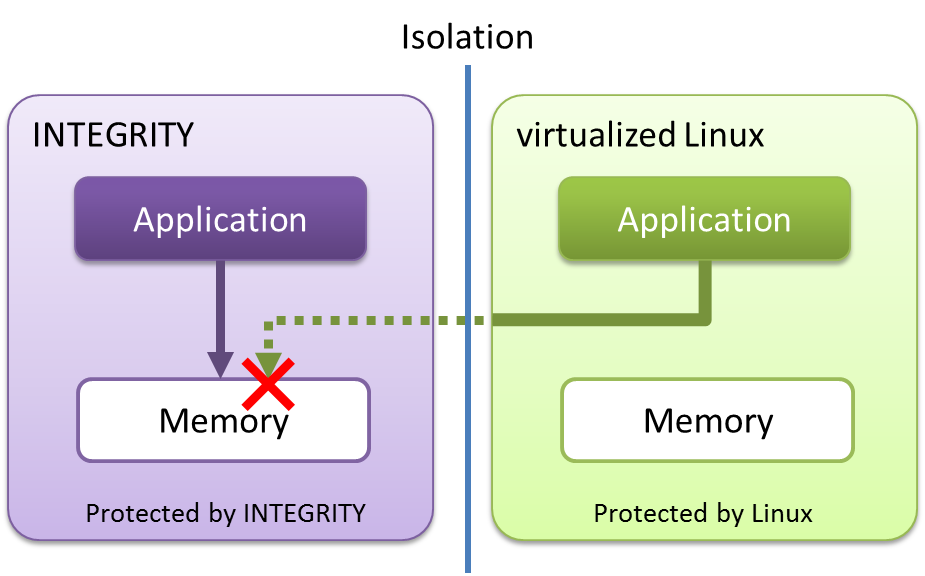 Isolation
INTEGRITY
Application
Memory
Protected by INTEGRITY
virtualized Linux
Application
Memory
Protected by Linux